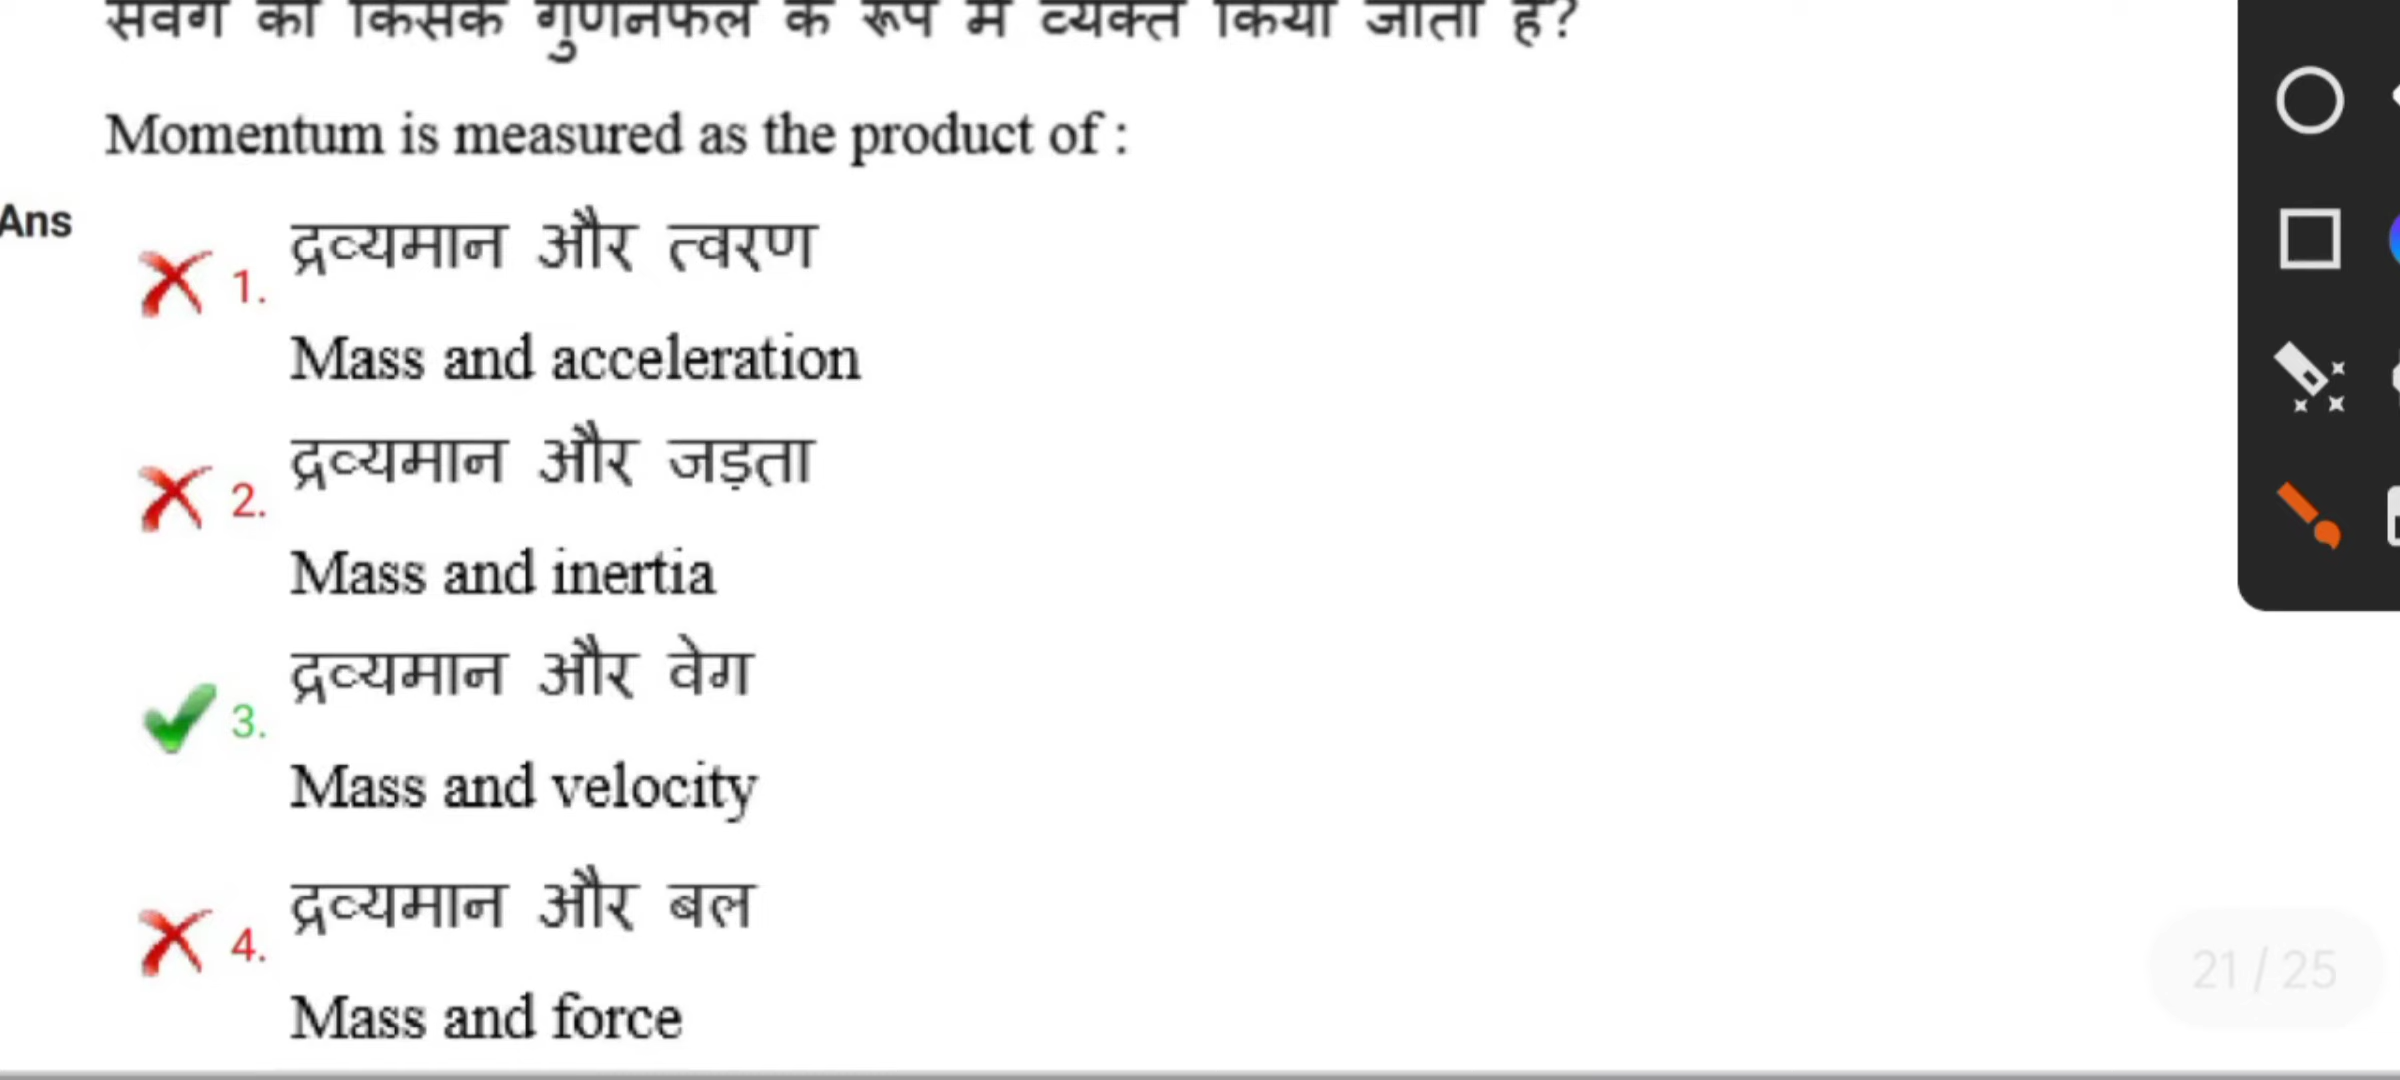 संवेग को किसके गुणनफल के रूप में व्यक्त किया जाता है?
Momentum is measured as the product of :
Ans
1. द्रव्यमान और त्वरण
Mass and acceleration
2. द्रव्यमान और जड़ता
Mass and inertia
3. द्रव्यमान और वेग
Mass and velocity
4. द्रव्यमान और बल
Mass and force
21 / 25